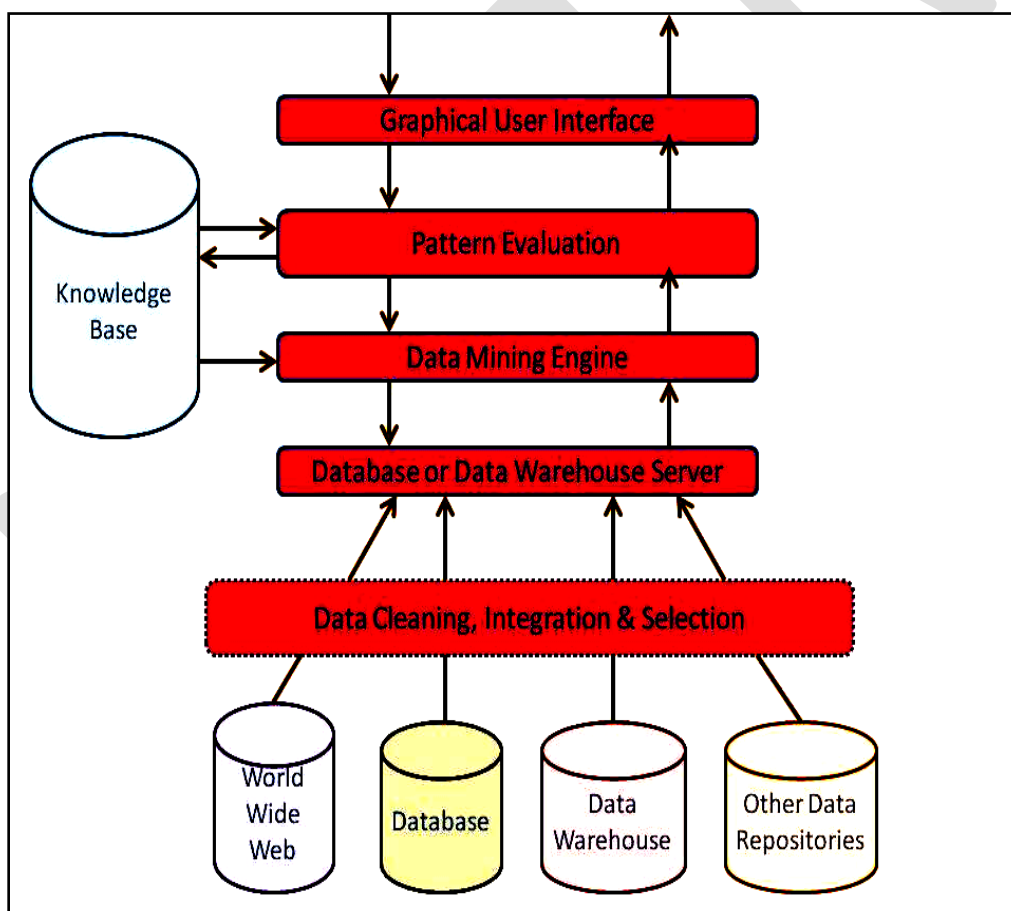 Graphical User Interface
Pattern Evaluation
Knowledge
Base
Data Mining Engine
Database or Data Warehouse Server
Data Cleaning, Integration & Selection
World
Wide
Web
Database
Data
Warehouse
Other Data
Repositories